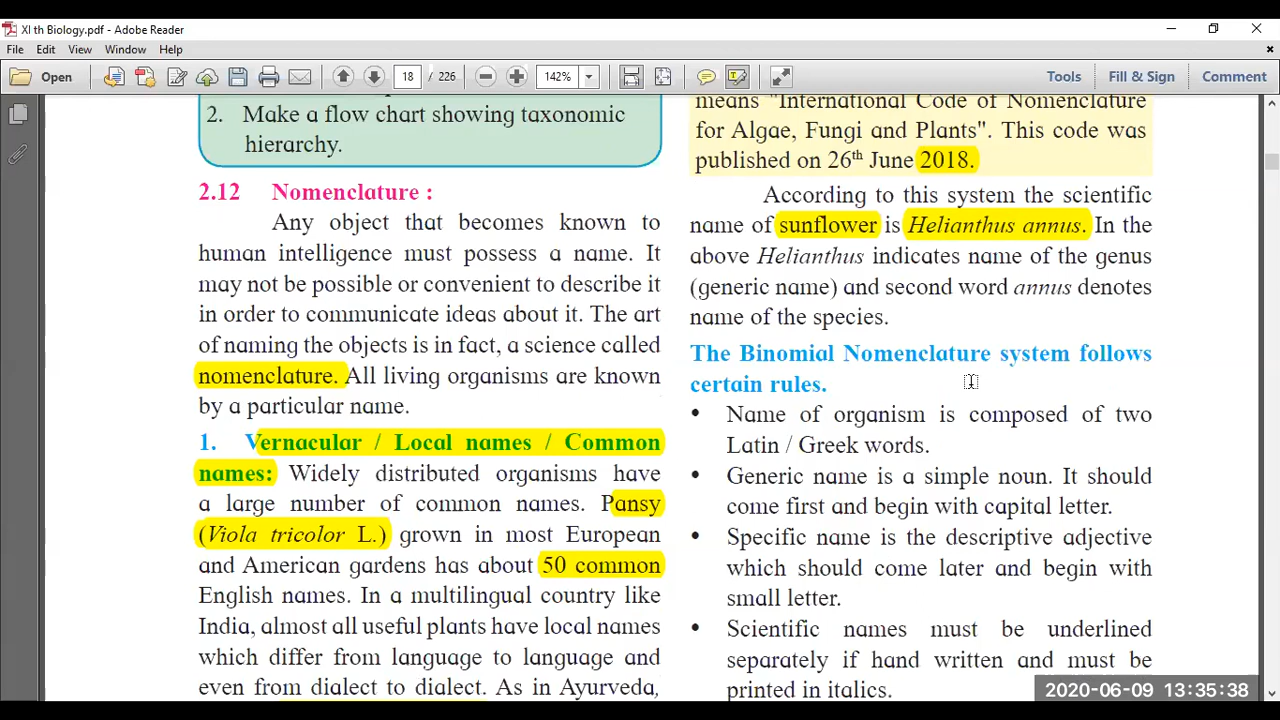 XI th Biology.pdf - Adobe Reader
File Edit View Window Help
Open 18 / 226 142% Tools Fill & Sign Comment
2. Make a flow chart showing taxonomic
hierarchy.
2.12 Nomenclature :
Any object that becomes known to
human intelligence must possess a name. It
may not be possible or convenient to describe it
in order to communicate ideas about it. The art
of naming the objects is in fact, a science called
nomenclature. All living organisms are known
by a particular name.
1. Vernacular / Local names / Common
names: Widely distributed organisms have
a large number of common names. Pansy
(Viola tricolor L.) grown in most European
and American gardens has about 50 common
English names. In a multilingual country like
India, almost all useful plants have local names
which differ from language to language and
even from dialect to dialect. As in Ayurveda,
means "International Code of Nomenclature
for Algae, Fungi and Plants". This code was
published on 26th June 2018.
According to this system the scientific
name of sunflower is Helianthus annus. In the
above Helianthus indicates name of the genus
(generic name) and second word annus denotes
name of the species.
The Binomial Nomenclature system follows
certain rules.
• Name of organism is composed of two
Latin / Greek words.
• Generic name is a simple noun. It should
come first and begin with capital letter.
• Specific name is the descriptive adjective
which should come later and begin with
small letter.
• Scientific names must be underlined
separately if hand written and must be
printed in italics.
2020-06-09 13:35:38